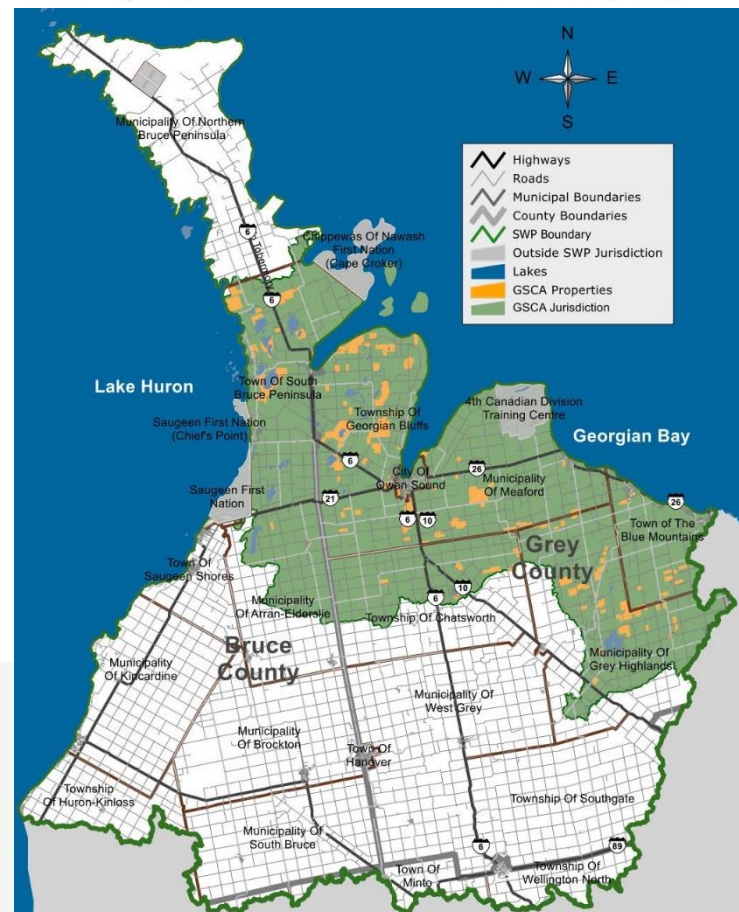 N
W E
S
Highways
Roads
Municipal Boundaries
County Boundaries
SWP Boundary
Outside SWP Jurisdiction
Lakes
GSCA Properties
GSCA Jurisdiction
Municipality Of Northern
Bruce Peninsula
6
Tobermory
Chippewas Of Nawash
First Nation
(Cape Croker)
6
Lake Huron
Town Of South
Bruce Peninsula
Township Of
Georgian Bluffs
4th Canadian Division
Training Centre
Georgian Bay
Saugeen First Nation
(Chief's Point)
6
City Of
Owen Sound
26
Municipality
Of Meaford
26
Saugeen First
Nation
21
6
10
Town of The
Blue Mountains
Grey
County
Town Of
Saugeen Shores
Municipality
Of Arran-Elderslie
6
10
Township Of Chatsworth
Bruce
County
Municipality Of
Grey Highlands
Municipality
Of Kincardine
Municipality Of
West Grey
Municipality
Of Brockton
Town Of
Hanover
Township
Of Huron-Kinloss
Township Of Southgate
Municipality Of
South Bruce
6
89
Town Of
Minto
Township Of
Wellington North